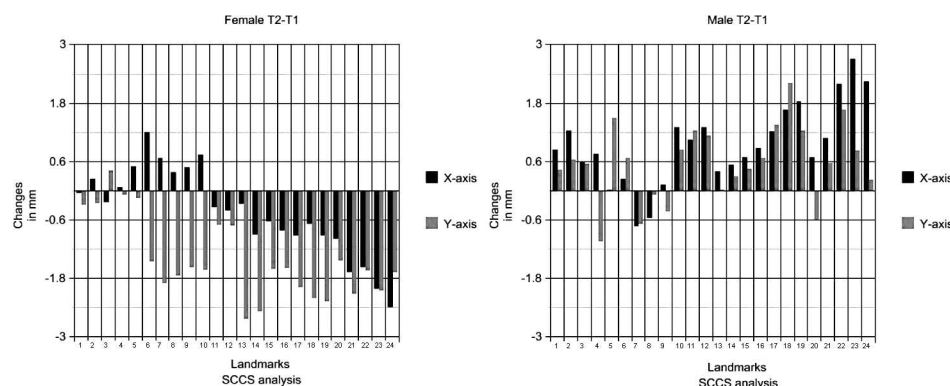 Female T2-T1
3
1.8
0.6
-0.6
-1.8
-3
Changes
in mm
1 2 3 4 5 6 7 8 9 10 11 12 13 14 15 16 17 18 19 20 21 22 23 24
Landmarks
SCCS analysis
X-axis
Y-axis
Male T2-T1
3
1.8
0.6
-0.6
-1.8
-3
Changes
in mm
1 2 3 4 5 6 7 8 9 10 11 12 13 14 15 16 17 18 19 20 21 22 23 24
Landmarks
SCCS analysis
X-axis
Y-axis